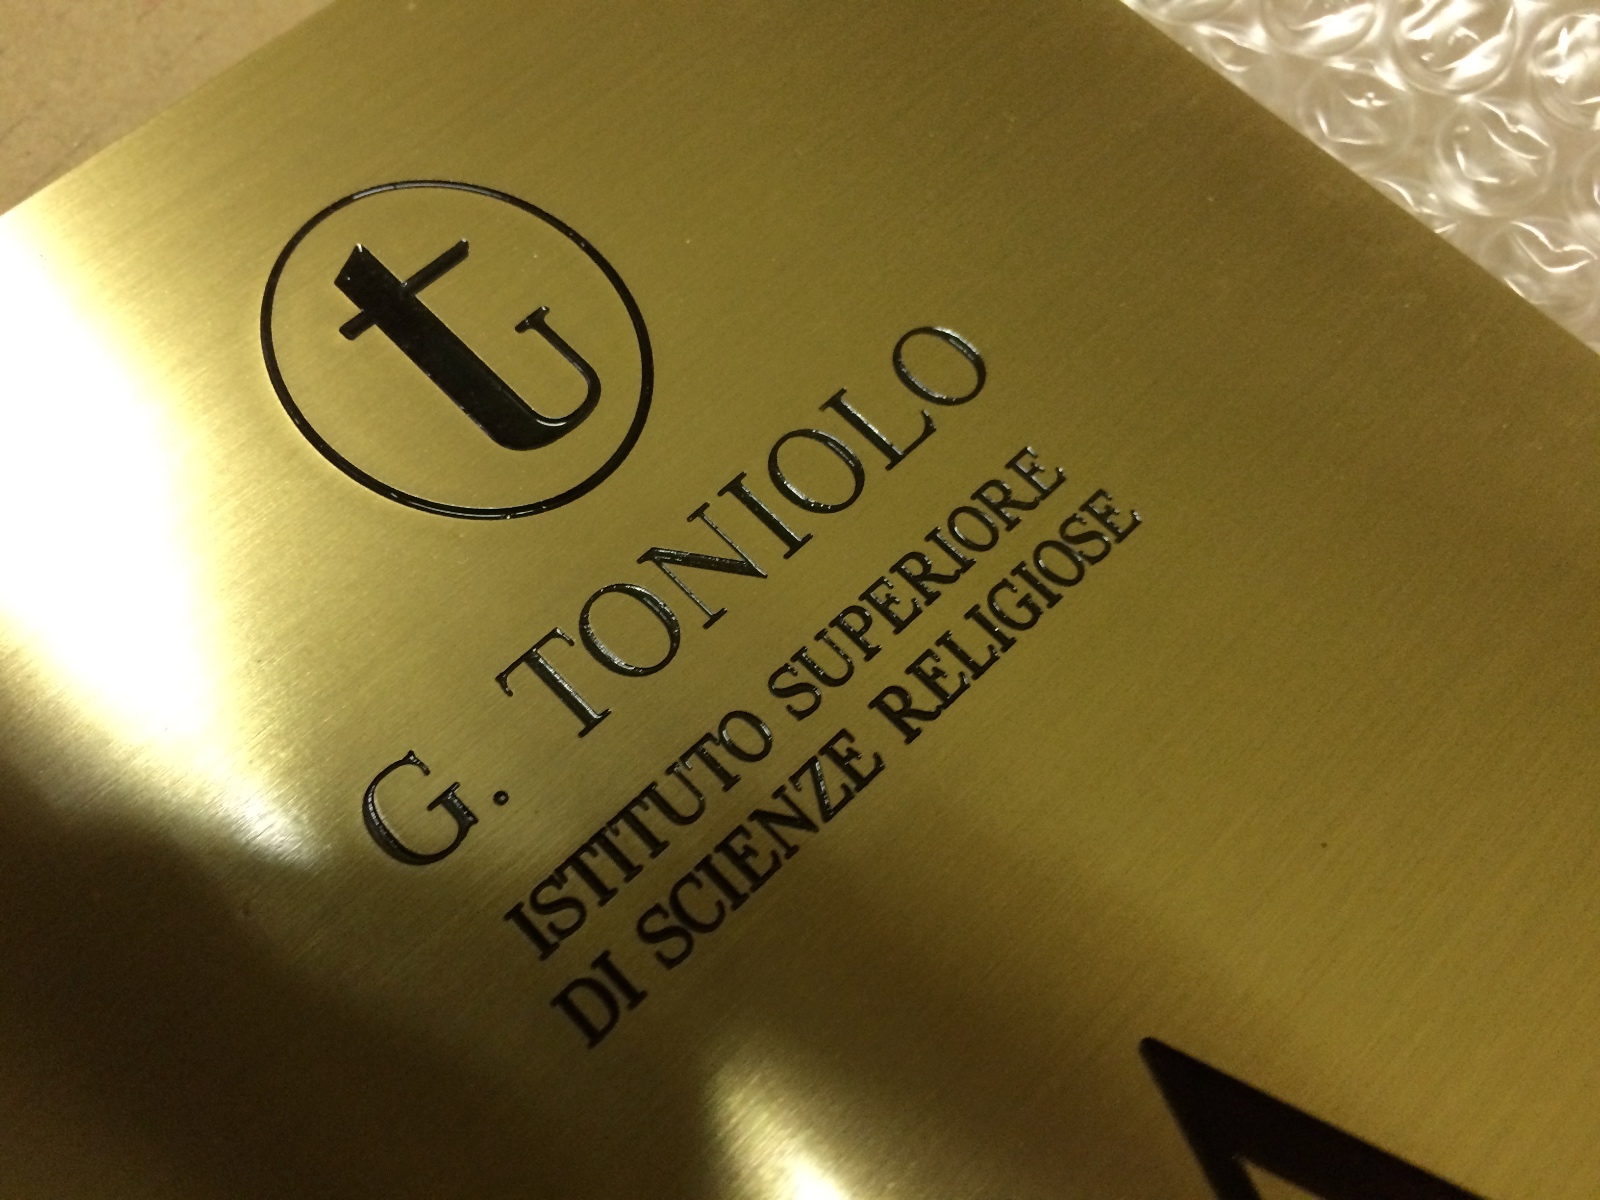 t
G. TONIOLO
ISTITUTO SUPERIORE
DI SCIENZE RELIGIOSE